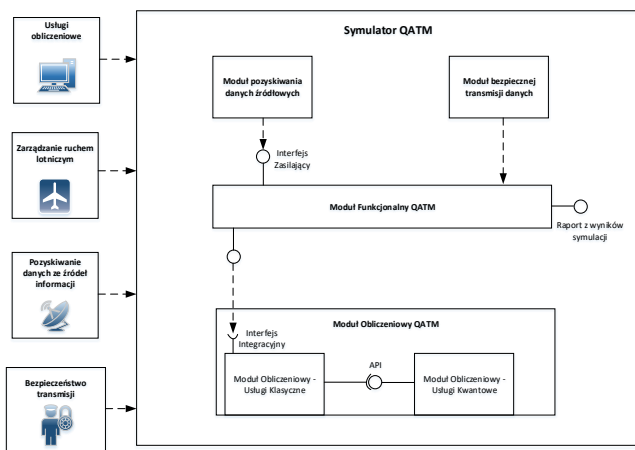 Usługi
obliczeniowe
Zarządzanie ruchem
lotniczym
Pozyskiwanie
danych ze źródeł
informacji
Bezpieczeństwo
transmisji
Symulator QATM
Moduł pozyskiwania
danych źródłowych
Moduł bezpiecznej
transmisji danych
Interfejs
Zasilający
Moduł Funkcjonalny QATM
Raport z wyników
symulacji
Moduł Obliczeniowy QATM
Interfejs
Integracyjny
Moduł Obliczeniowy -
Usługi Klasyczne
API
Moduł Obliczeniowy -
Usługi Kwantowe